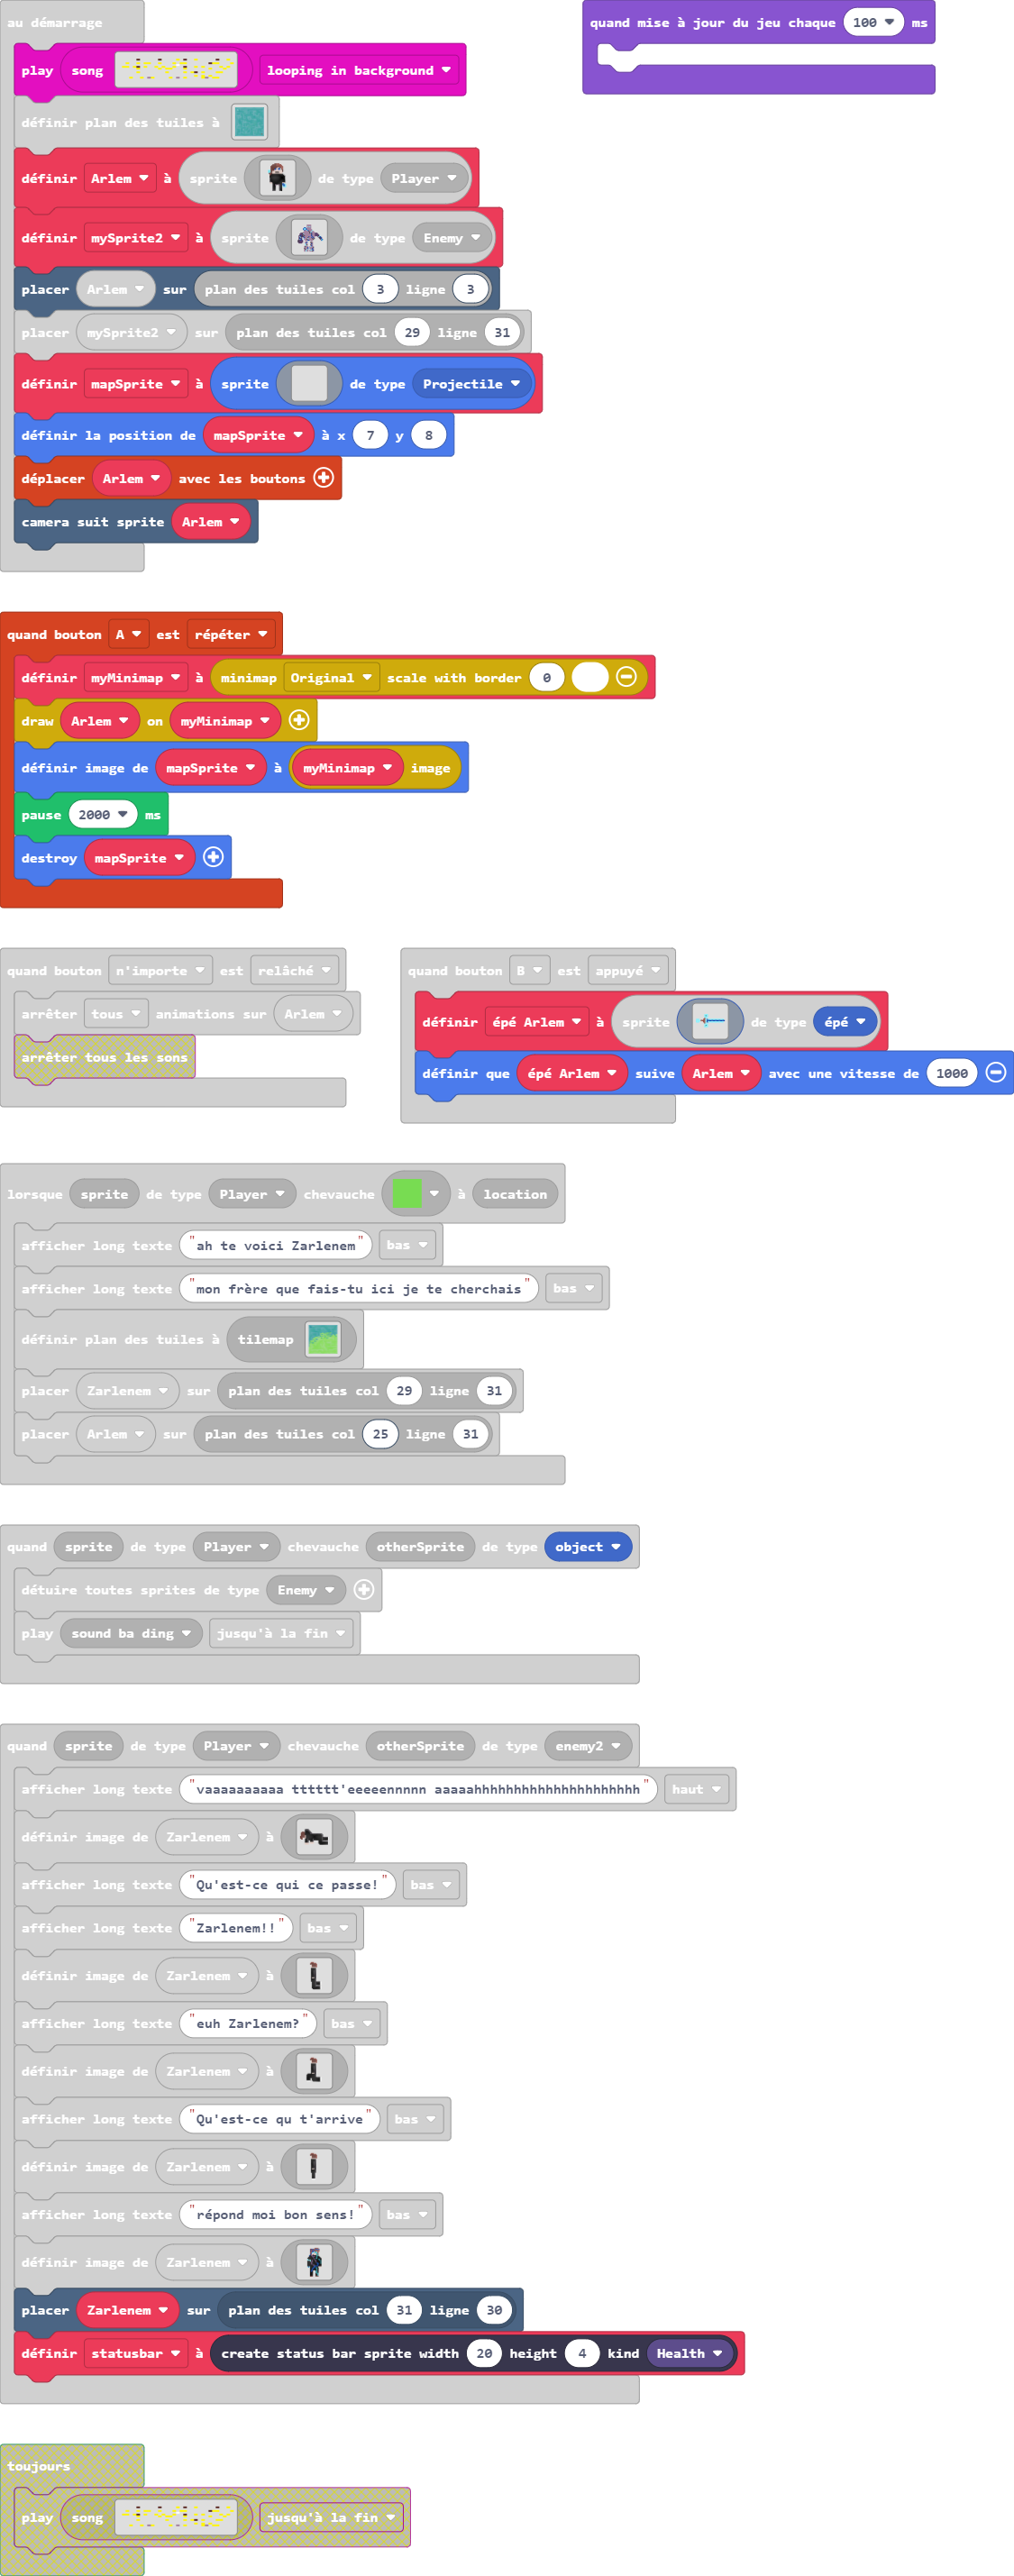 au démarrage
play song looping in background
définir plan des tuiles à
définir Arlem à sprite de type Player
définir mySprite2 à sprite de type Enemy
placer Arlem sur plan des tuiles col 3 ligne 3
placer mySprite2 sur plan des tuiles col 29 ligne 31
définir mapSprite à sprite de type Projectile
définir la position de mapSprite à x 7 y 8
déplacer Arlem avec les boutons
camera suit sprite Arlem
quand mise à jour du jeu chaque 100 ms
quand bouton A est répéter
définir myMinimap à minimap Original scale with border 0
draw Arlem on myMinimap
définir image de mapSprite à myMinimap image
pause 2000 ms
destroy mapSprite
quand bouton n'importe est relâché
arrêter tous animations sur Arlem
arrêter tous les sons
quand bouton B est appuyé
définir épé Arlem à sprite de type épé
définir que épé Arlem suive Arlem avec une vitesse de 1000
lorsque sprite de type Player chevauche à location
afficher long texte "ah te voici Zarlenem" bas
afficher long texte "mon frère que fais-tu ici je te cherchais" bas
définir plan des tuiles à tilemap
placer Zarlenem sur plan des tuiles col 29 ligne 31
placer Arlem sur plan des tuiles col 25 ligne 31
quand sprite de type Player chevauche otherSprite de type object
détuire toutes sprites de type Enemy
play sound ba ding jusqu'à la fin
quand sprite de type Player chevauche otherSprite de type enemy2
afficher long texte "vaaaaaaaaaa tttttt'eeeeennnnn aaaaahhhhhhhhhhhhhhhhhhhhh" haut
définir image de Zarlenem à
afficher long texte "Qu'est-ce qui ce passe!" bas
afficher long texte "Zarlenem!!" bas
définir image de Zarlenem à
afficher long texte "euh Zarlenem?" bas
définir image de Zarlenem à
afficher long texte "Qu'est-ce qu t'arrive" bas
définir image de Zarlenem à
afficher long texte "répond moi bon sens!" bas
définir image de Zarlenem à
placer Zarlenem sur plan des tuiles col 31 ligne 30
définir statusbar à create status bar sprite width 20 height 4 kind Health
toujours
play song jusqu'à la fin